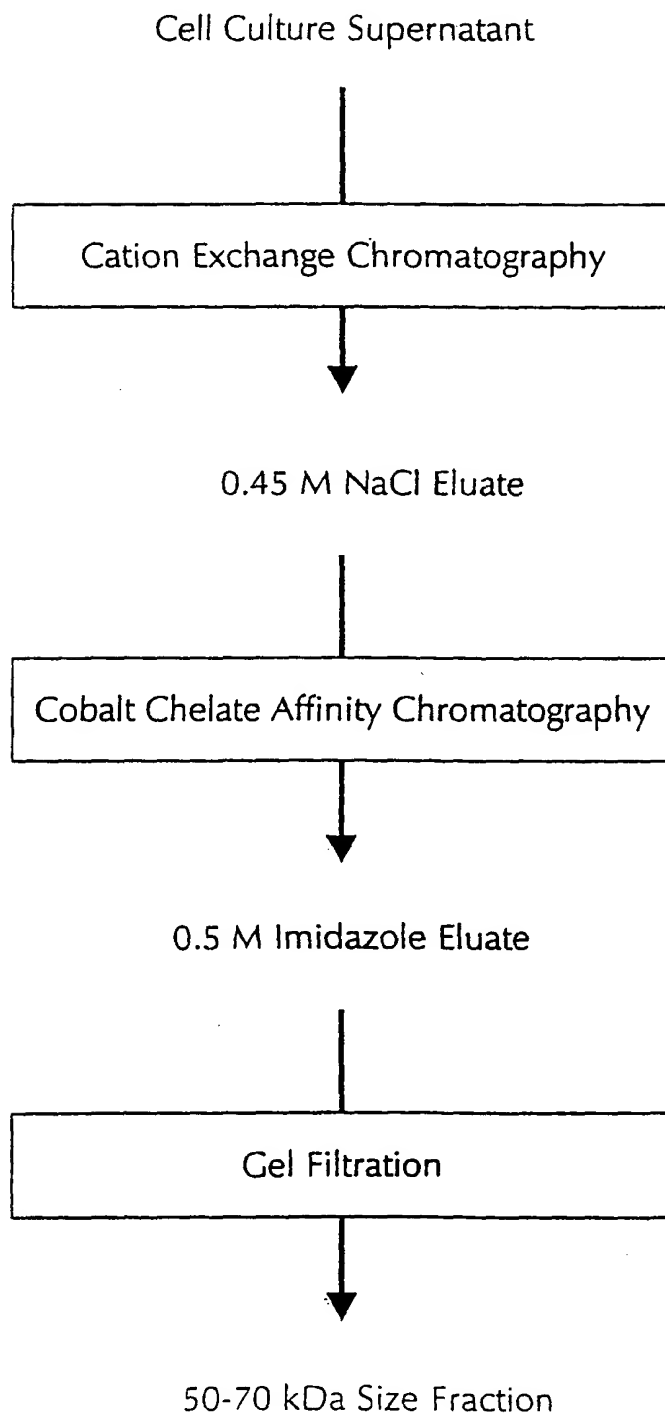 Cell Culture Supernatant
Cation Exchange Chromatography
0.45 M NaCl Eluate
Cobalt Chelate Affinity Chromatography
0.5 M Imidazole Eluate
Gel Filtration
50-70 kDa Size Fraction